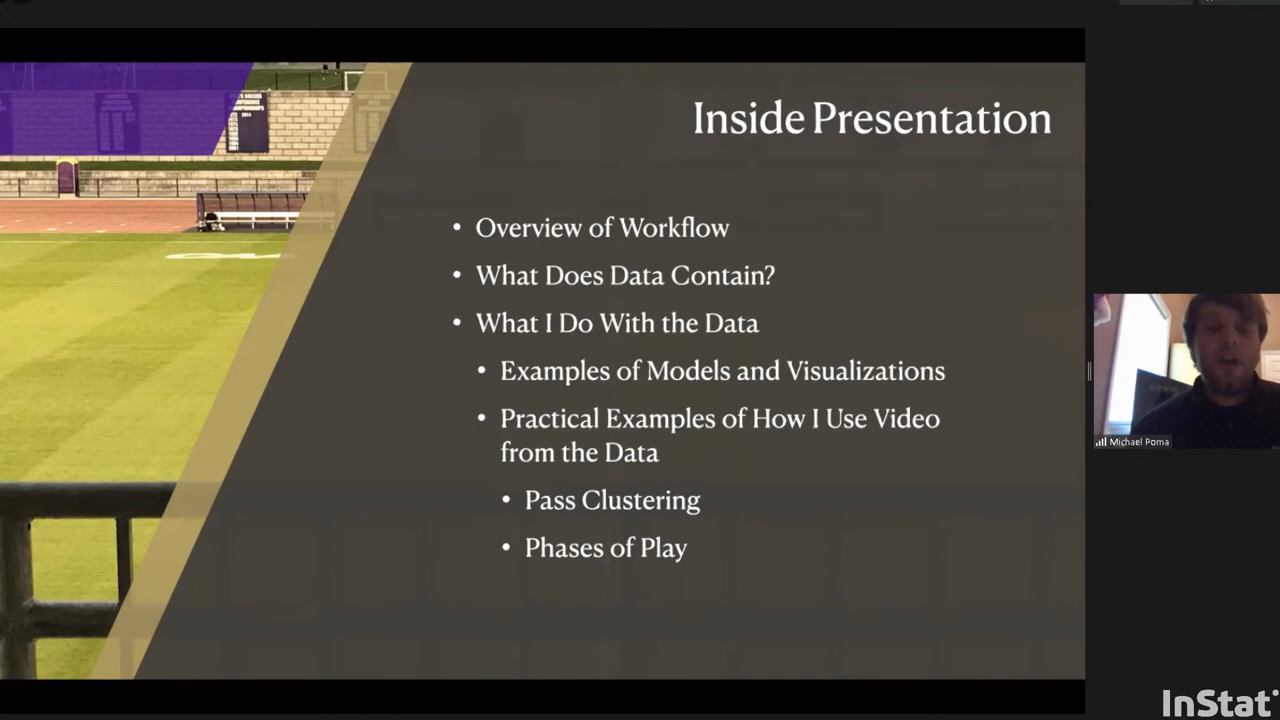 Inside Presentation
• Overview of Workflow
• What Does Data Contain?
• What I Do With the Data
• Examples of Models and Visualizations
• Practical Examples of How I Use Video
from the Data
• Pass Clustering
• Phases of Play
Michael Poma
InStat